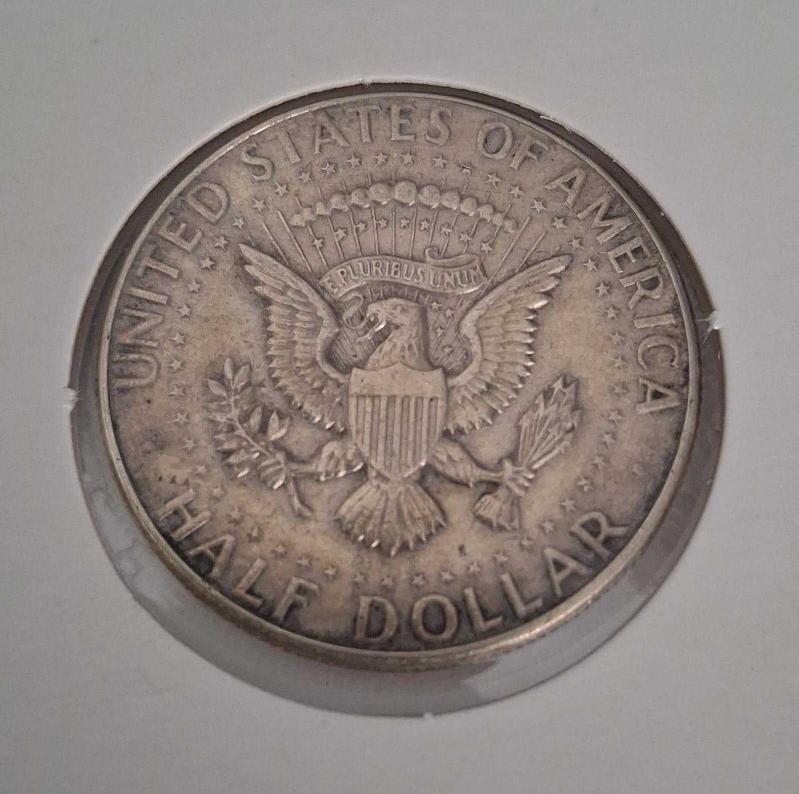 UNITED STATES OF AMERICA
E PLURIBUS UNUM
HALF DOLLAR